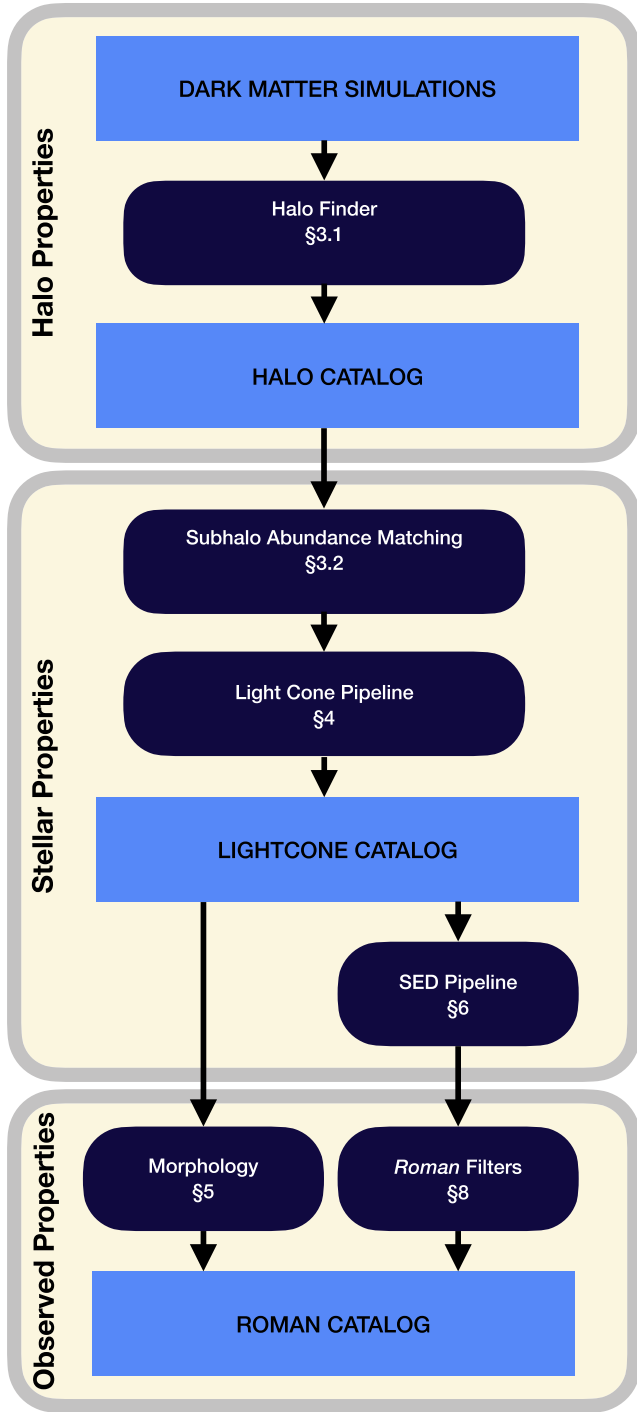 Halo Properties
DARK MATTER SIMULATIONS
Halo Finder
§3.1
HALO CATALOG
Stellar Properties
Subhalo Abundance Matching
§3.2
Light Cone Pipeline
§4
LIGHTCONE CATALOG
SED Pipeline
§6
Observed Properties
Morphology
§5
Roman Filters
§8
ROMAN CATALOG